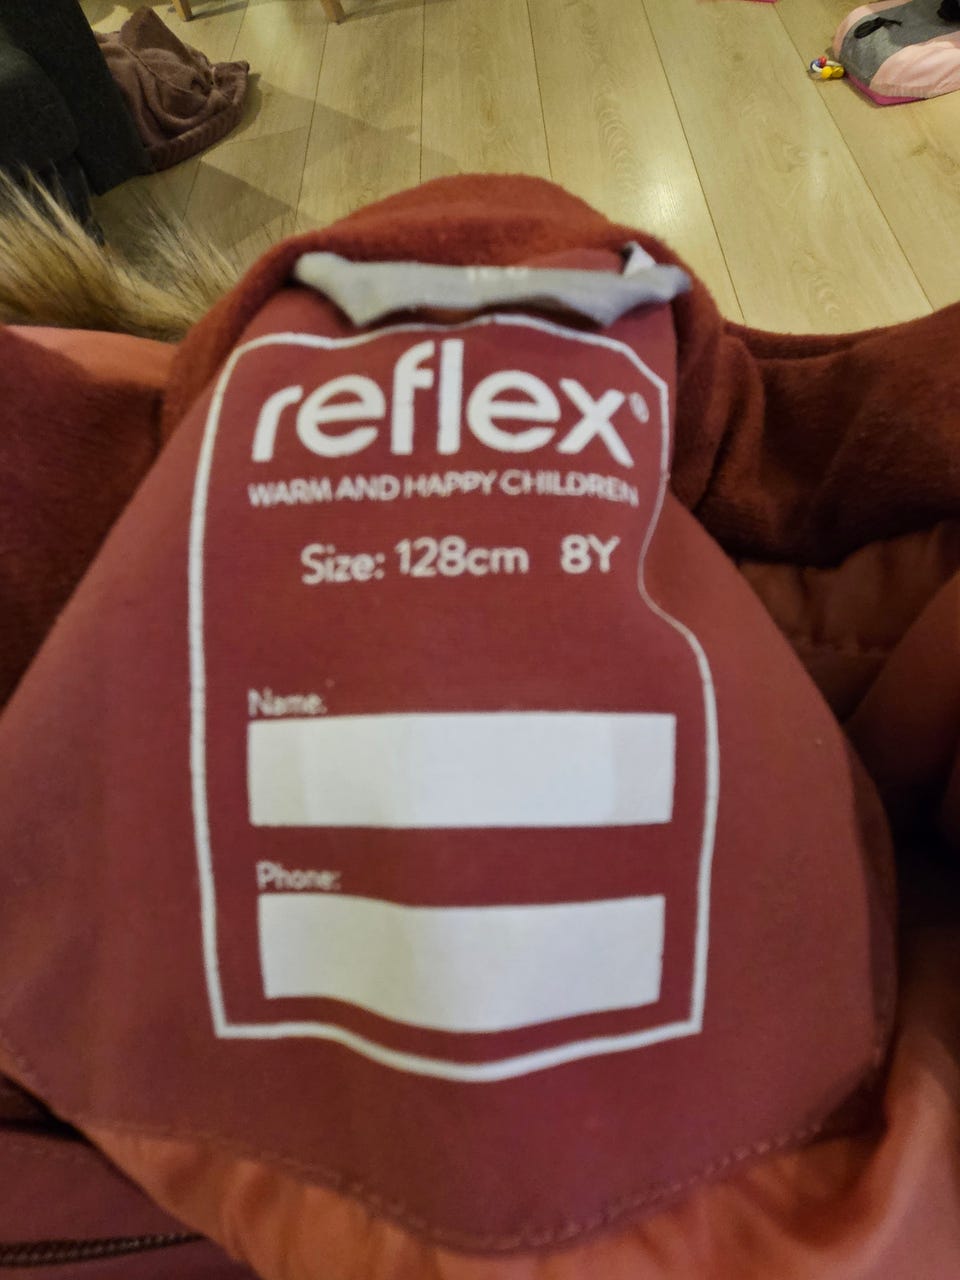 reflex®
WARM AND HAPPY CHILDREN
Size: 128cm 8Y
Name:
Phone: